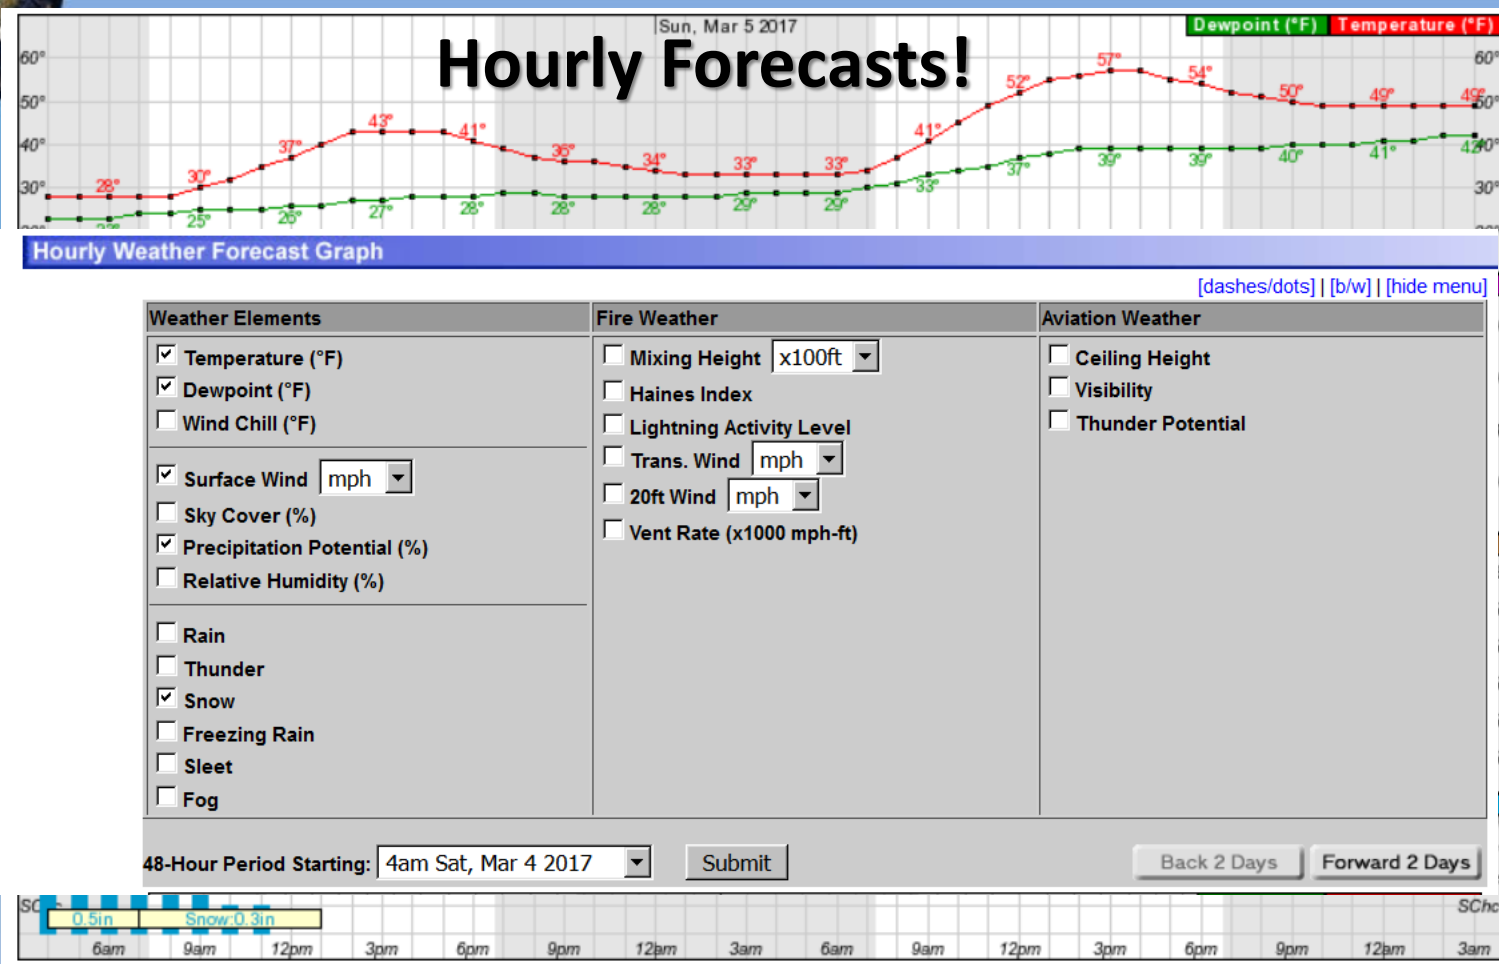 Sun, Mar 5 2017
Dewpoint (°F) Temperature (°F)
Hourly Forecasts!
60° 60°
50° 50°
40° 40°
30° 30°
28° 30° 37° 43° 41° 36° 34° 33° 33° 41° 52° 57° 54° 50° 49° 49°
25° 26° 27° 28° 28° 28° 29° 29° 33° 37° 39° 39° 40° 41° 42°
Hourly Weather Forecast Graph
[dashes/dots] | [b/w] | [hide menu]
Weather Elements
Temperature (°F)
Dewpoint (°F)
Wind Chill (°F)
Surface Wind mph
Sky Cover (%)
Precipitation Potential (%)
Relative Humidity (%)
Rain
Thunder
Snow
Freezing Rain
Sleet
Fog
Fire Weather
Mixing Height x100ft
Haines Index
Lightning Activity Level
Trans. Wind mph
20ft Wind mph
Vent Rate (x1000 mph-ft)
Aviation Weather
Ceiling Height
Visibility
Thunder Potential
48-Hour Period Starting: 4am Sat, Mar 4 2017 Submit Back 2 Days Forward 2 Days
SChc
0.5in Snow:0.3in
6am 9am 12pm 3pm 6pm 9pm 12am 3am 6am 9am 12pm 3pm 6pm 9pm 12am 3am